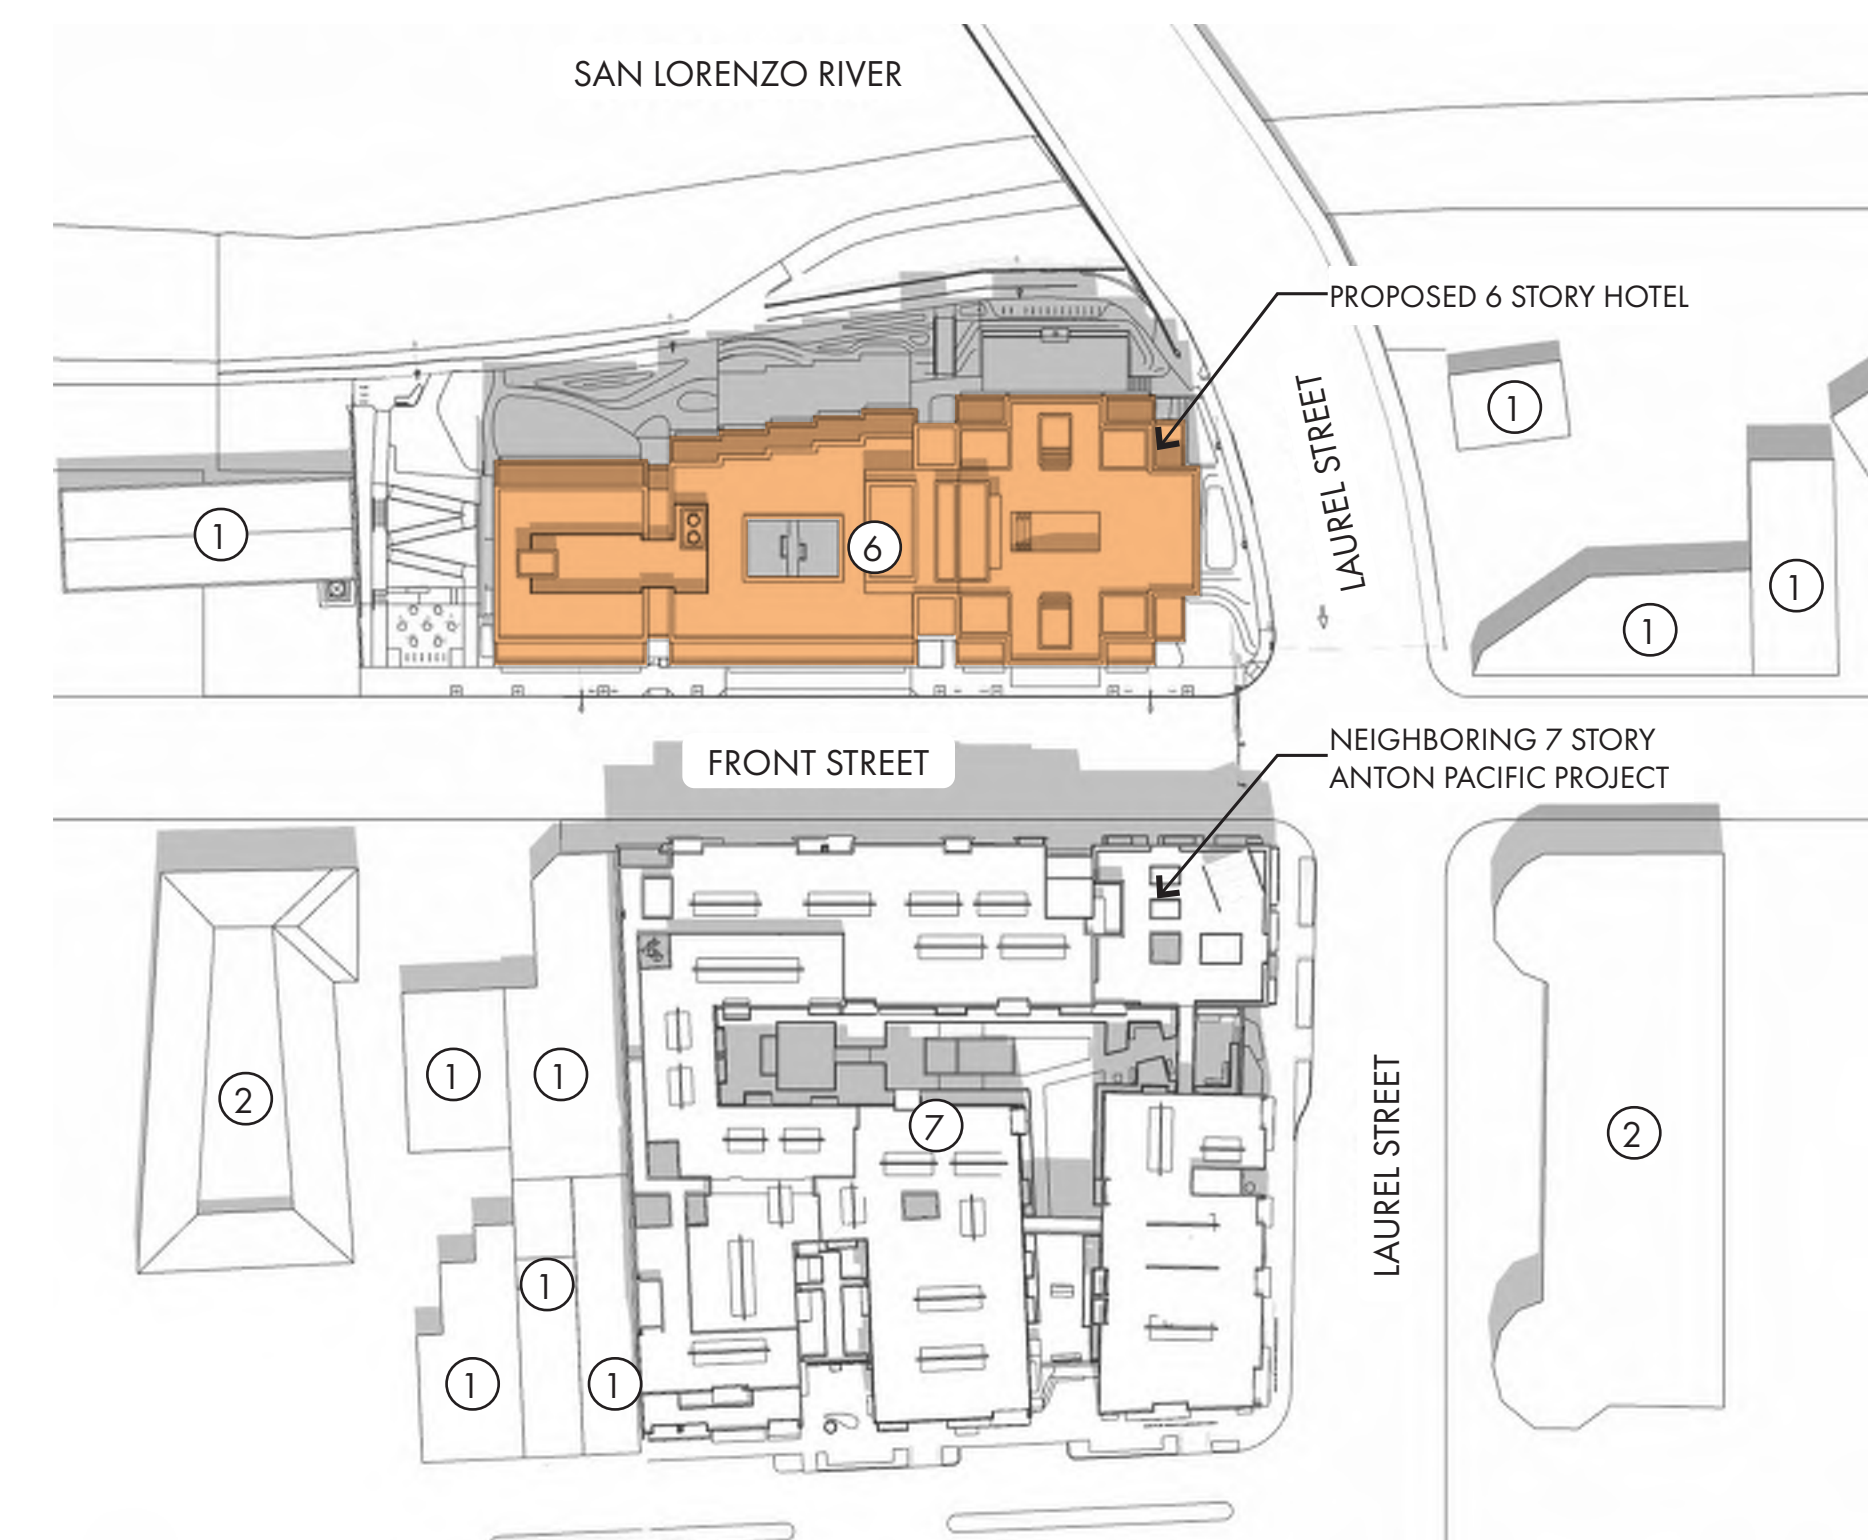 SAN LORENZO RIVER
PROPOSED 6 STORY HOTEL
LAUREL STREET
1
1
6
1
1
FRONT STREET
NEIGHBORING 7 STORY
ANTON PACIFIC PROJECT
2
1
1
7
LAUREL STREET
2
1
1
1